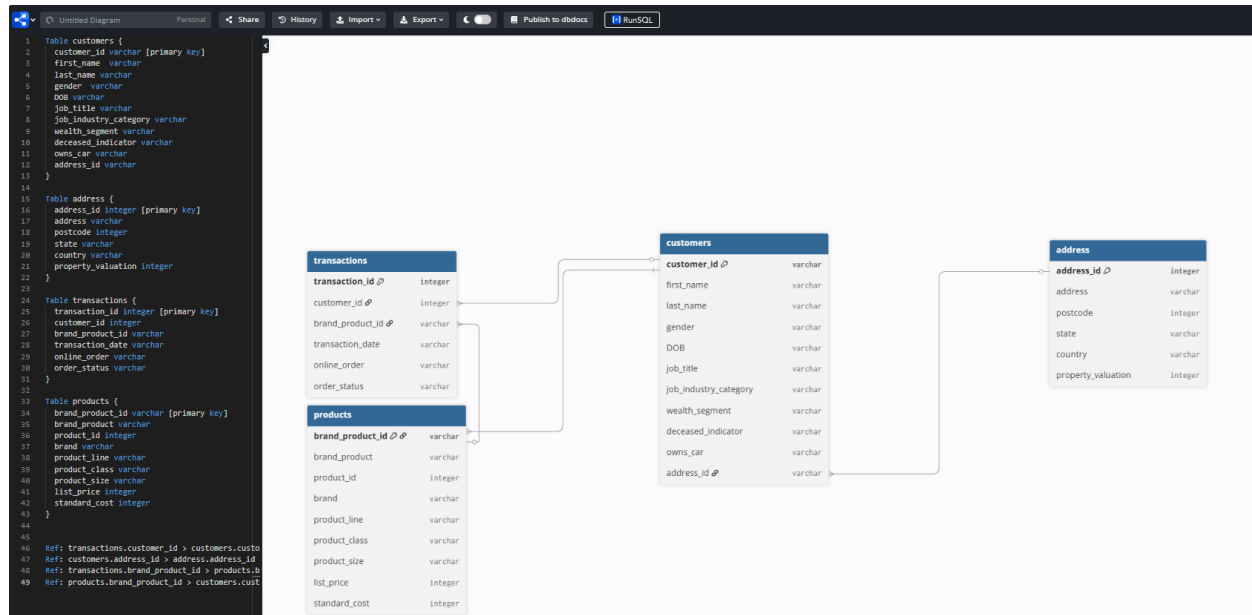 Untitled Diagram Personal Share History Import Export Publish to dbdocs RunSQL
1 Table customers {
2 customer_id varchar [primary key]
3 first_name varchar
4 last_name varchar
5 gender varchar
6 DOB varchar
7 job_title varchar
8 job_industry_category varchar
9 wealth_segment varchar
10 deceased_indicator varchar
11 owns_car varchar
12 address_id varchar
13 }
14
15 Table address {
16 address_id integer [primary key]
17 address varchar
18 postcode integer
19 state varchar
20 country varchar
21 property_valuation integer
22 }
23
24 Table transactions {
25 transaction_id integer [primary key]
26 customer_id integer
27 brand_product_id varchar
28 transaction_date varchar
29 online_order varchar
30 order_status varchar
31 }
32
33 Table products {
34 brand_product_id varchar [primary key]
35 brand_product varchar
36 product_id integer
37 brand varchar
38 product_line varchar
39 product_class varchar
40 product_size varchar
41 list_price integer
42 standard_cost integer
43 }
44
45
46 Ref: transactions.customer_id > customers.custo
47 Ref: customers.address_id > address.address_id
48 Ref: transactions.brand_product_id > products.b
49 Ref: products.brand_product_id > customers.cust
transactions
transaction_id integer
customer_id integer
brand_product_id varchar
transaction_date varchar
online_order varchar
order_status varchar
products
brand_product_id varchar
brand_product varchar
product_id integer
brand varchar
product_line varchar
product_class varchar
product_size varchar
list_price integer
standard_cost integer
customers
customer_id varchar
first_name varchar
last_name varchar
gender varchar
DOB varchar
job_title varchar
job_industry_category varchar
wealth_segment varchar
deceased_indicator varchar
owns_car varchar
address_id varchar
address
address_id integer
address varchar
postcode integer
state varchar
country varchar
property_valuation integer